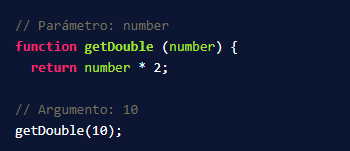 // Parámetro: number
function getDouble (number) {
return number * 2;
// Argumento: 10
getDouble(10);